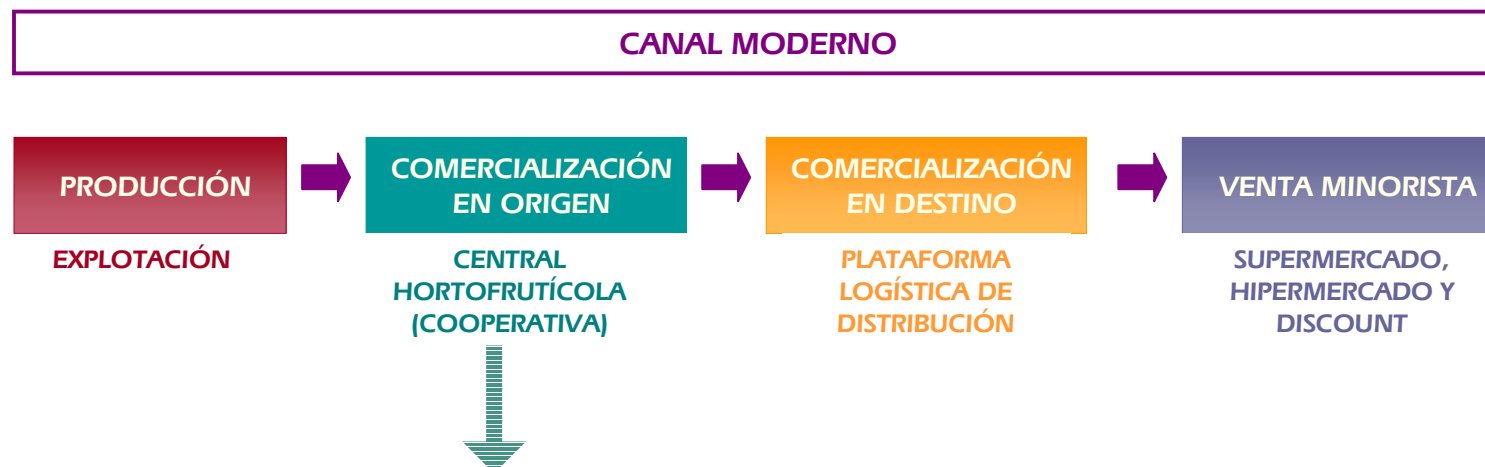 CANAL MODERNO
PRODUCCIÓN
EXPLOTACIÓN
COMERCIALIZACIÓN
EN ORIGEN
CENTRAL
HORTOFRUTÍCOLA
(COOPERATIVA)
COMERCIALIZACIÓN
EN DESTINO
PLATAFORMA
LOGÍSTICA DE
DISTRIBUCIÓN
VENTA MINORISTA
SUPERMERCADO,
HIPERMERCADO Y
DISCOUNT